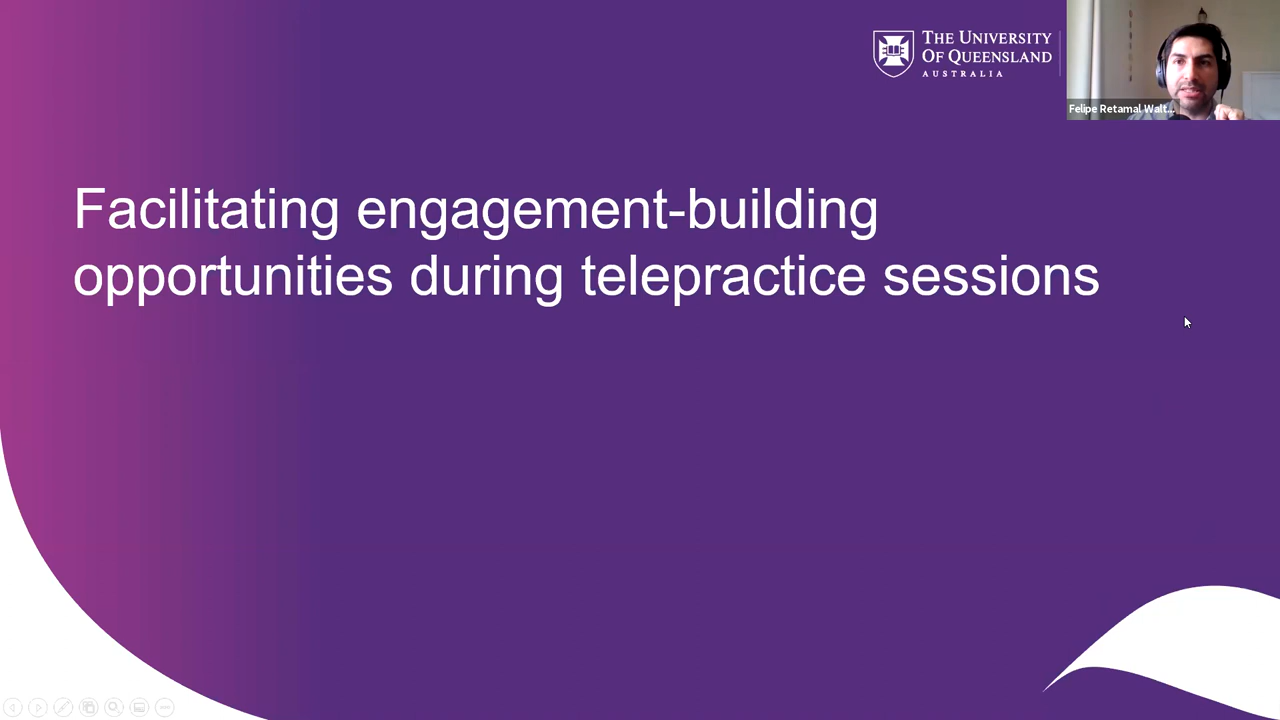 THE UNIVERSITY
OF QUEENSLAND
AUSTRALIA
Felipe Retamal Walt...
Facilitating engagement-building
opportunities during telepractice sessions